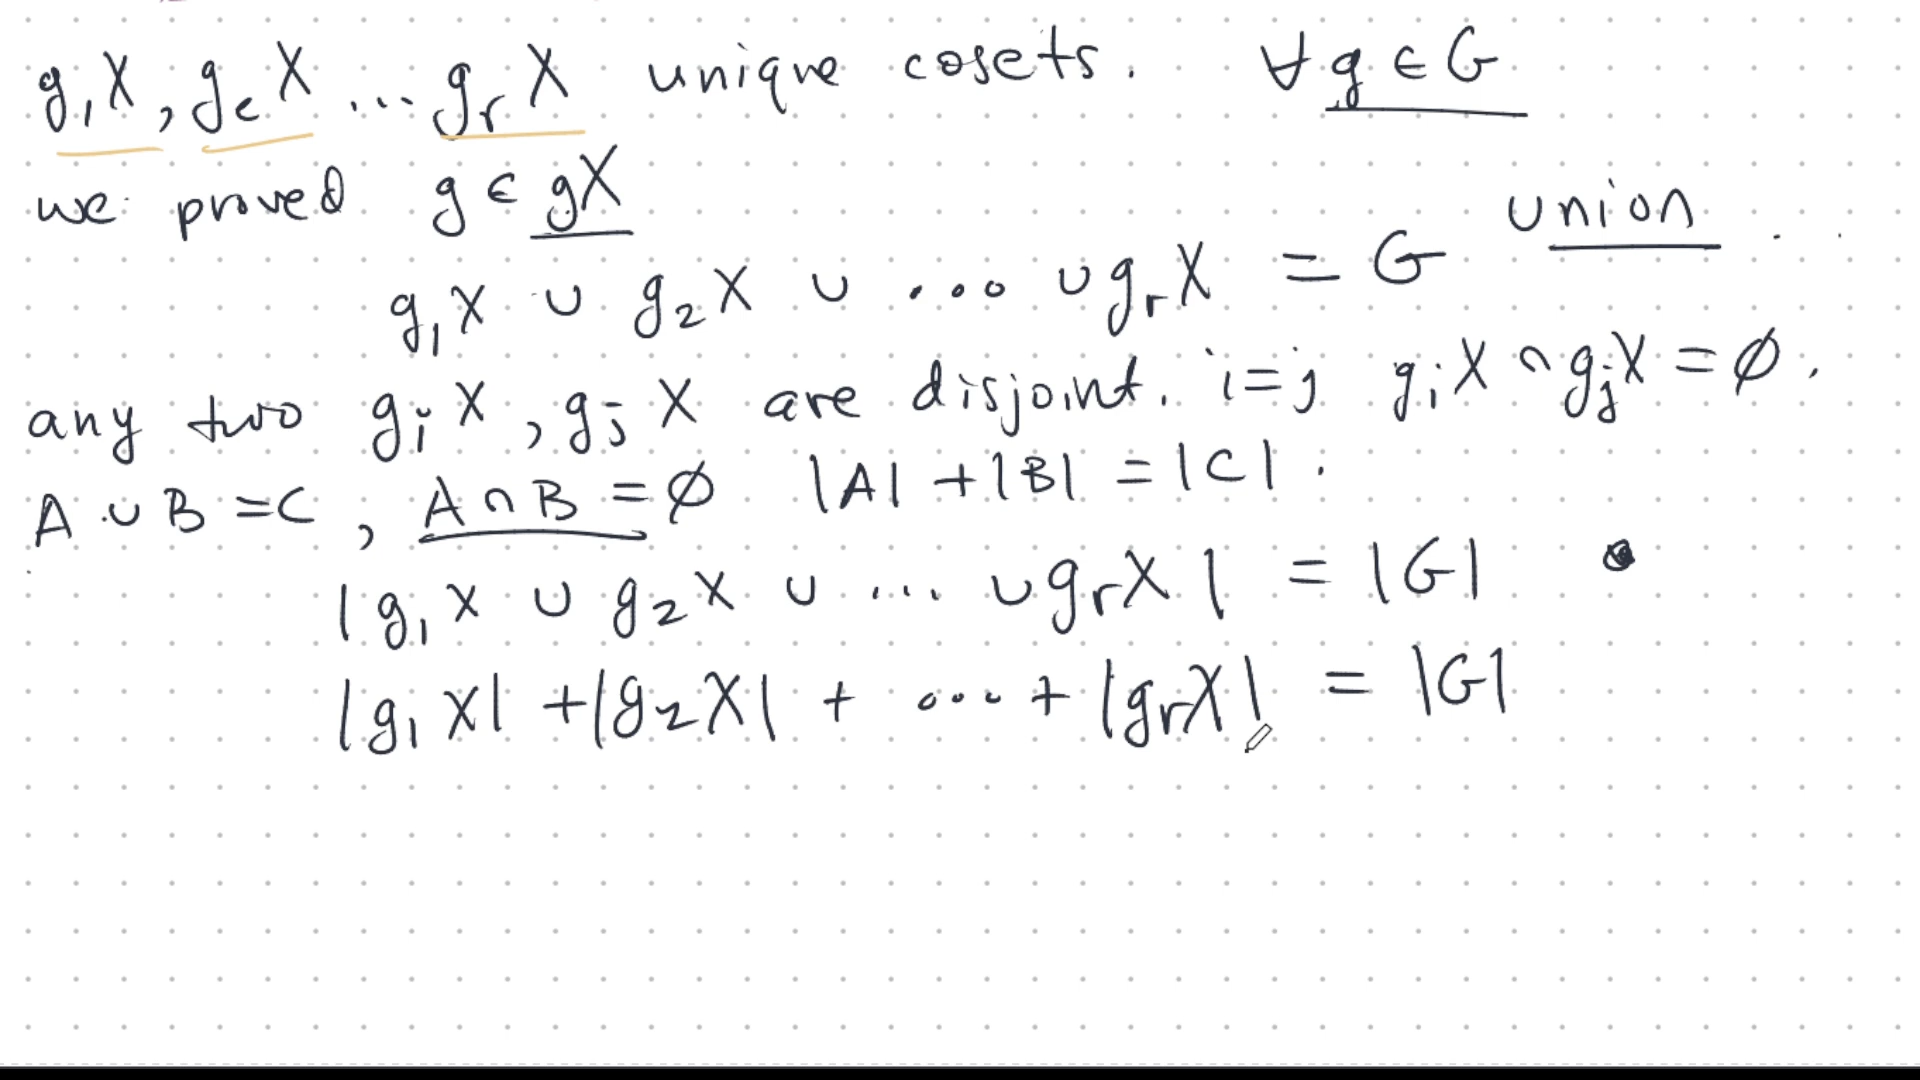 g₁X, g₂X ... gᵣX unique cosets. ∀g ∈ G
we proved g ∈ gX
union
g₁X ∪ g₂X ∪ ... ∪ gᵣX = G
any two gᵢX, gⱼX are disjoint. i=j gᵢX ∩ gⱼX = ∅.
A ∪ B = C, A ∩ B = ∅ |A| + |B| = |C|.
|g₁X ∪ g₂X ∪ ... ∪ gᵣX| = |G|
|g₁X| + |g₂X| + ... + |gᵣX| = |G|